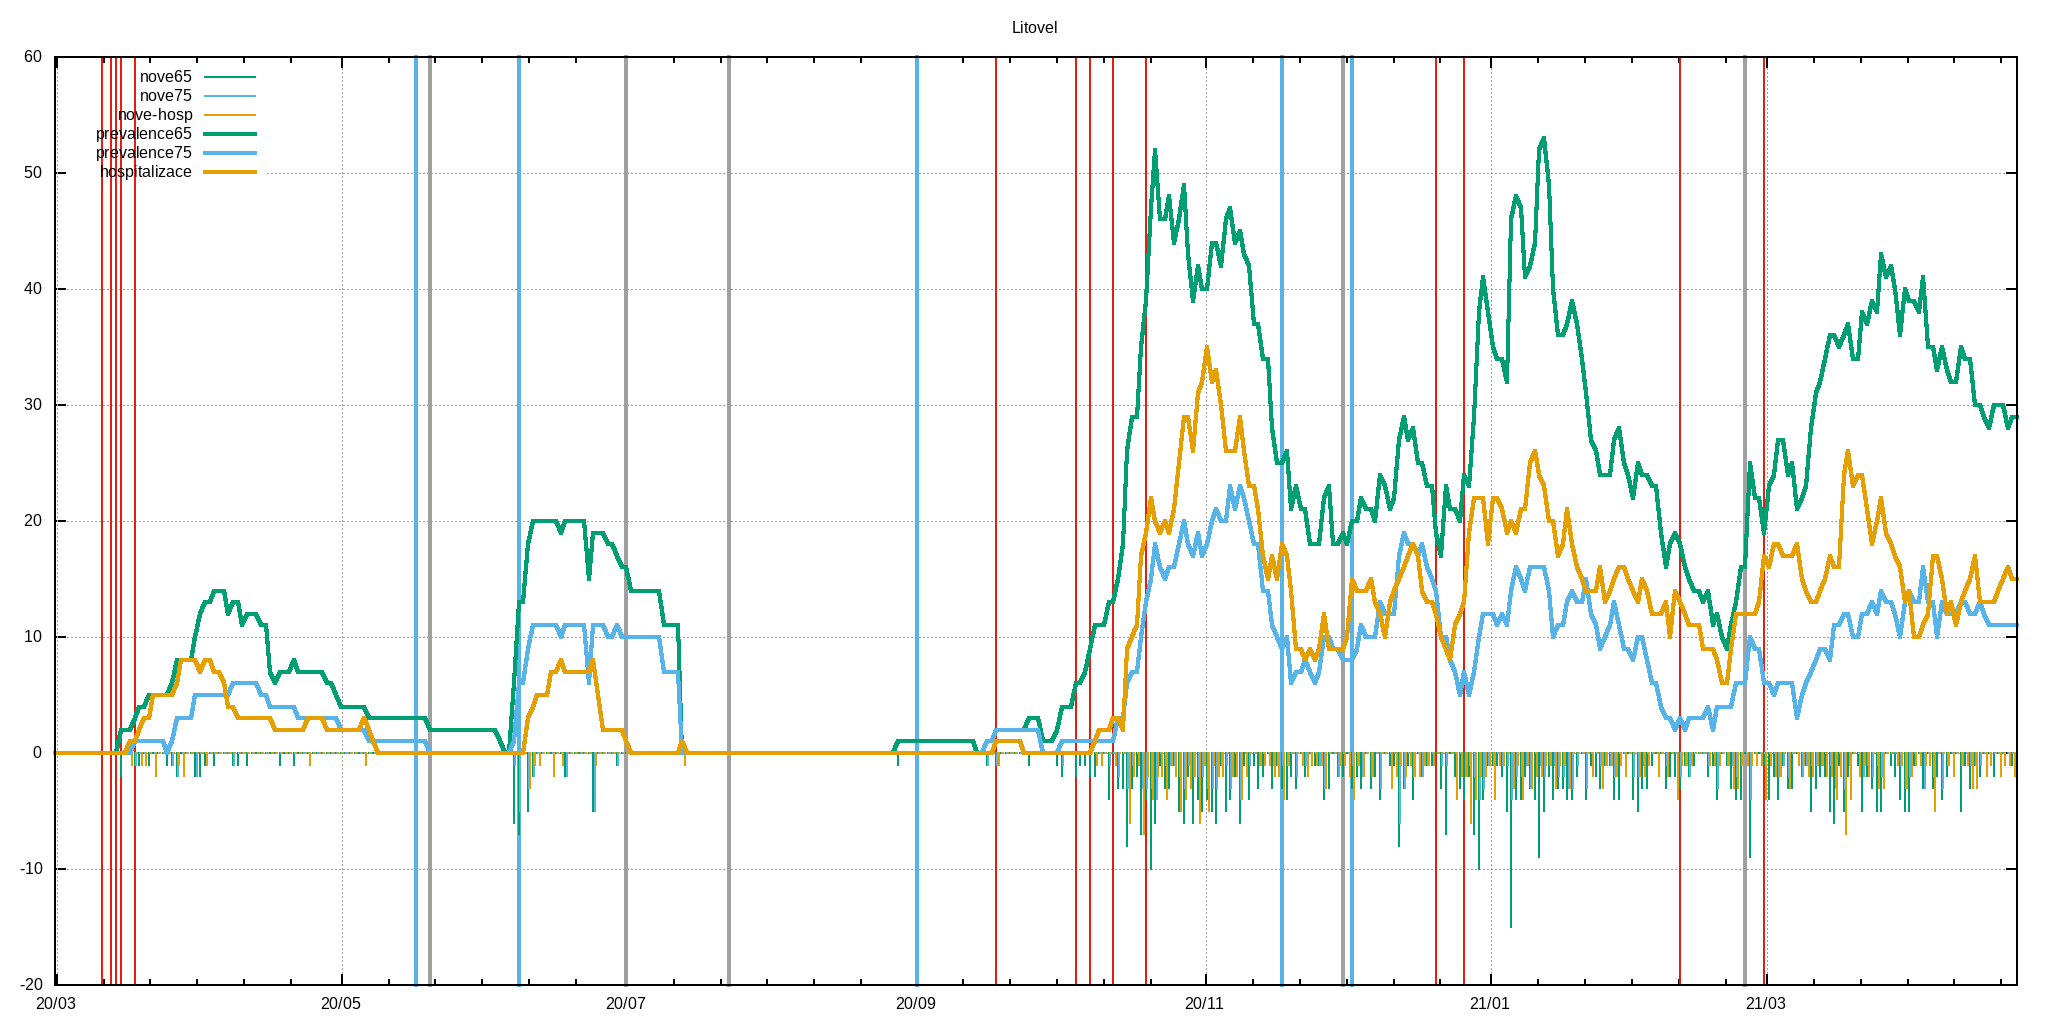 Litovel
60
50
40
30
20
10
0
-10
-20
nove65
nove75
nove-hosp
prevalence65
prevalence75
hospitalizace
20/03 20/05 20/07 20/09 20/11 21/01 21/03